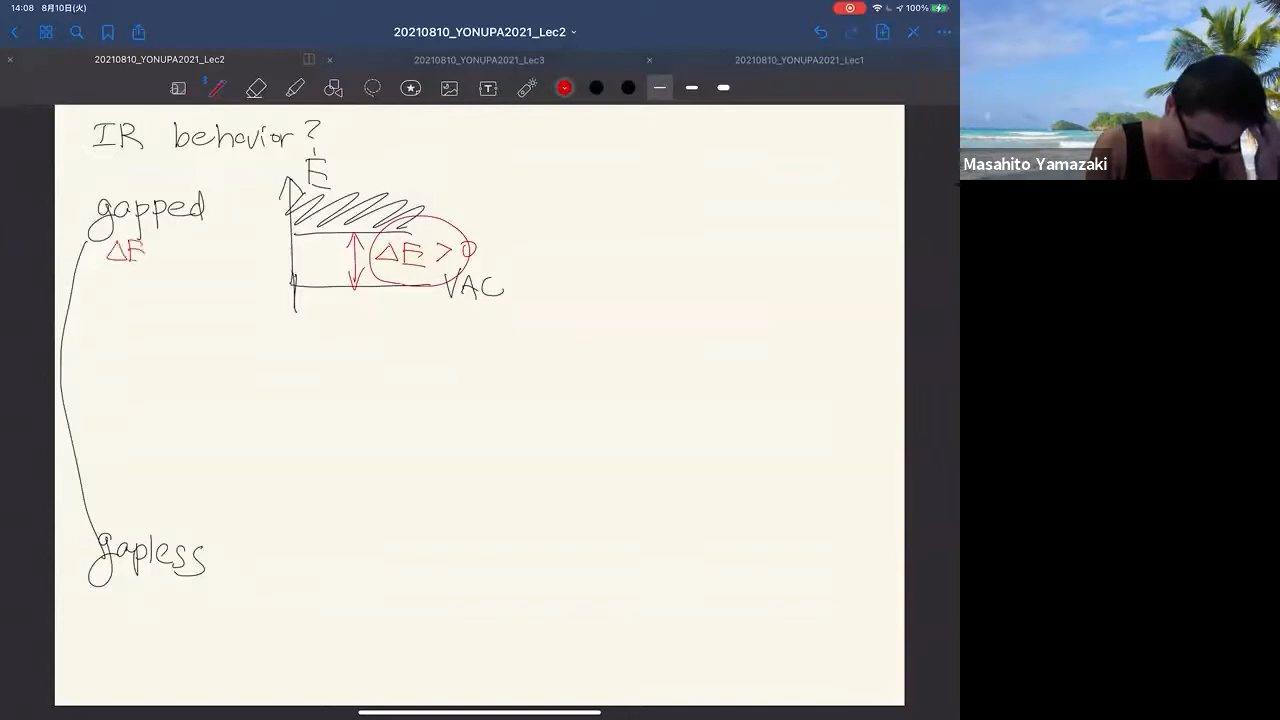 14:08 8月10日(火)
100%
20210810_YONUPA2021_Lec2
20210810_YONUPA2021_Lec2
20210810_YONUPA2021_Lec3
20210810_YONUPA2021_Lec1
IR behavior?
E
gapped
ΔE
ΔE > 0
VAC
gapless
Masahito Yamazaki